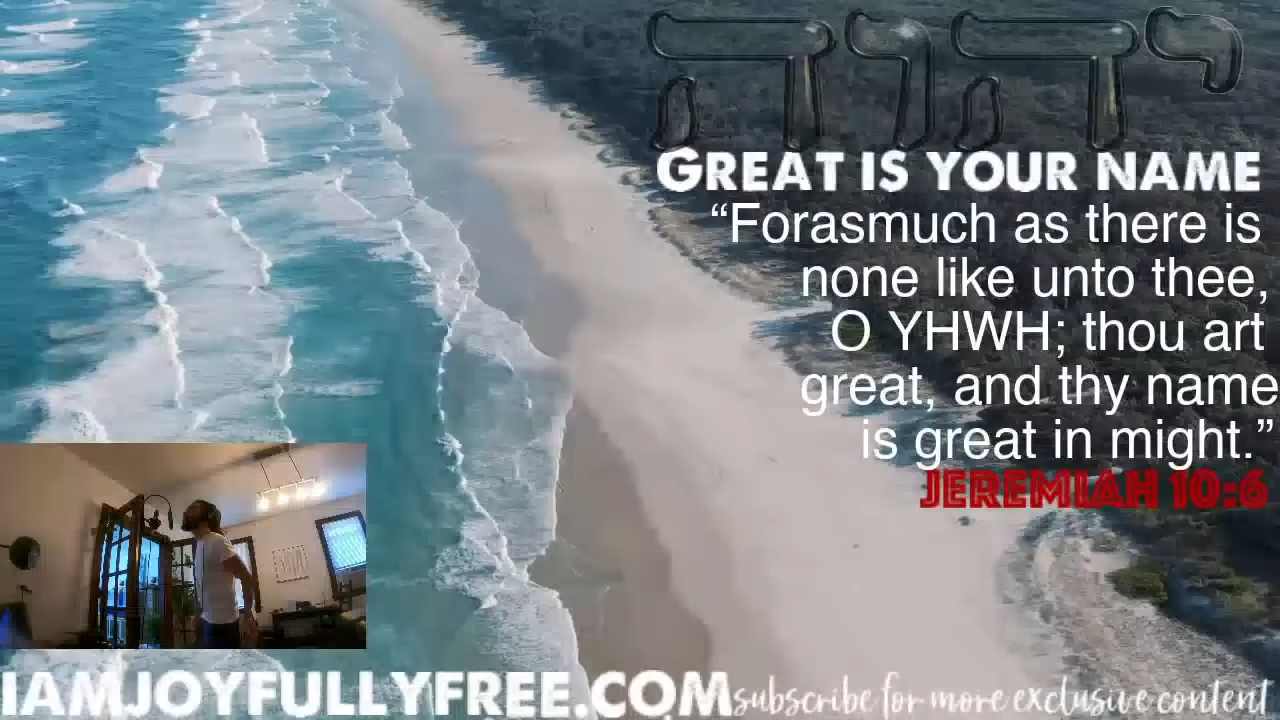 יהוה
GREAT IS YOUR NAME
“Forasmuch as there is
none like unto thee,
O YHWH; thou art
great, and thy name
is great in might.”
JEREMIAH 10:6
IAMJOYFULLYFREE.COM
subscribe for more exclusive content